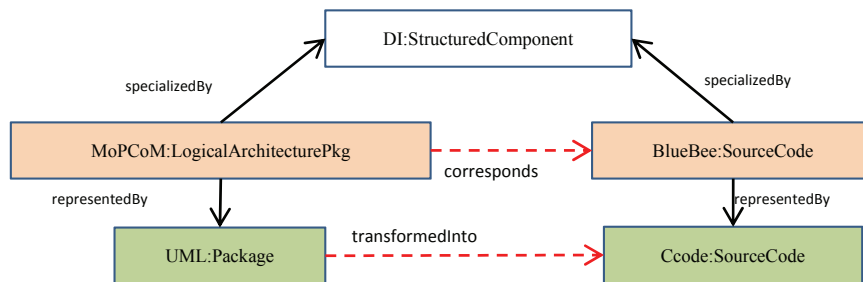 DI:StructuredComponent
specializedBy
specializedBy
MoPCoM:LogicalArchitecturePkg
BlueBee:SourceCode
corresponds
representedBy
representedBy
transformedInto
UML:Package
Ccode:SourceCode